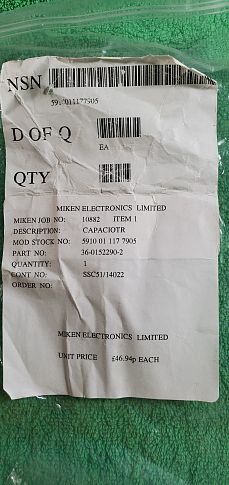 NSN
5910011177905
D OF Q
EA
QTY
MIKEN ELECTRONICS LIMITED
MIKEN JOB NO: 10882 ITEM 1
DESCRIPTION: CAPACIOTR
MOD STOCK NO: 5910 01 117 7905
PART NO: 36-0152290-2
QUANTITY: 1
CONT NO: SSC51/14022
ORDER NO:
MIKEN ELECTRONICS LIMITED
UNIT PRICE £46.94p EACH